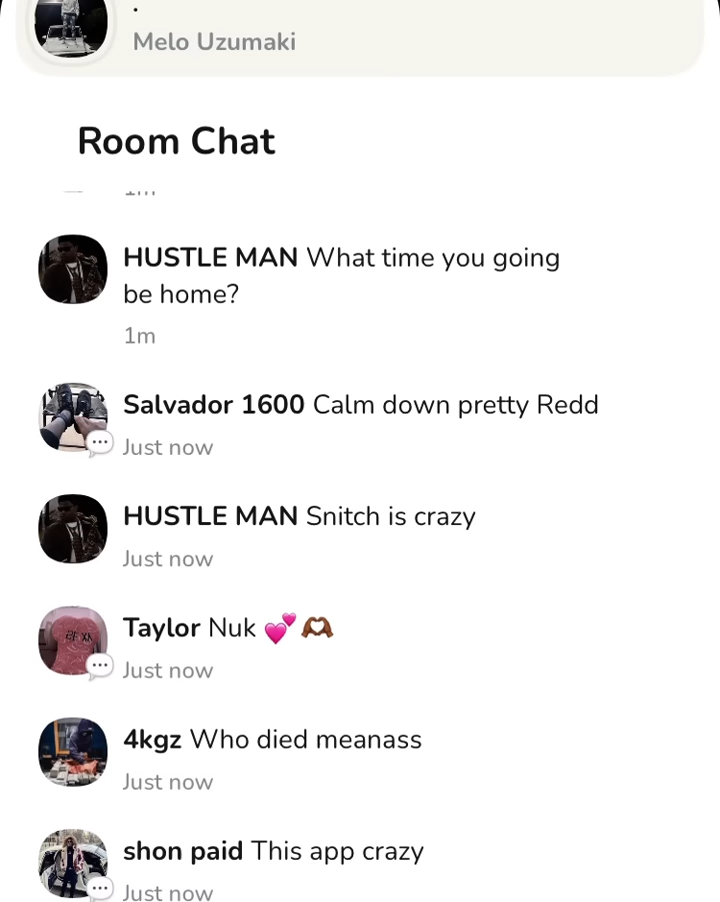 .
Melo Uzumaki
Room Chat
1m
HUSTLE MAN What time you going
be home?
1m
Salvador 1600 Calm down pretty Redd
Just now
HUSTLE MAN Snitch is crazy
Just now
Taylor Nuk 💕 🫶🏾
Just now
4kgz Who died meanass
Just now
shon paid This app crazy
Just now